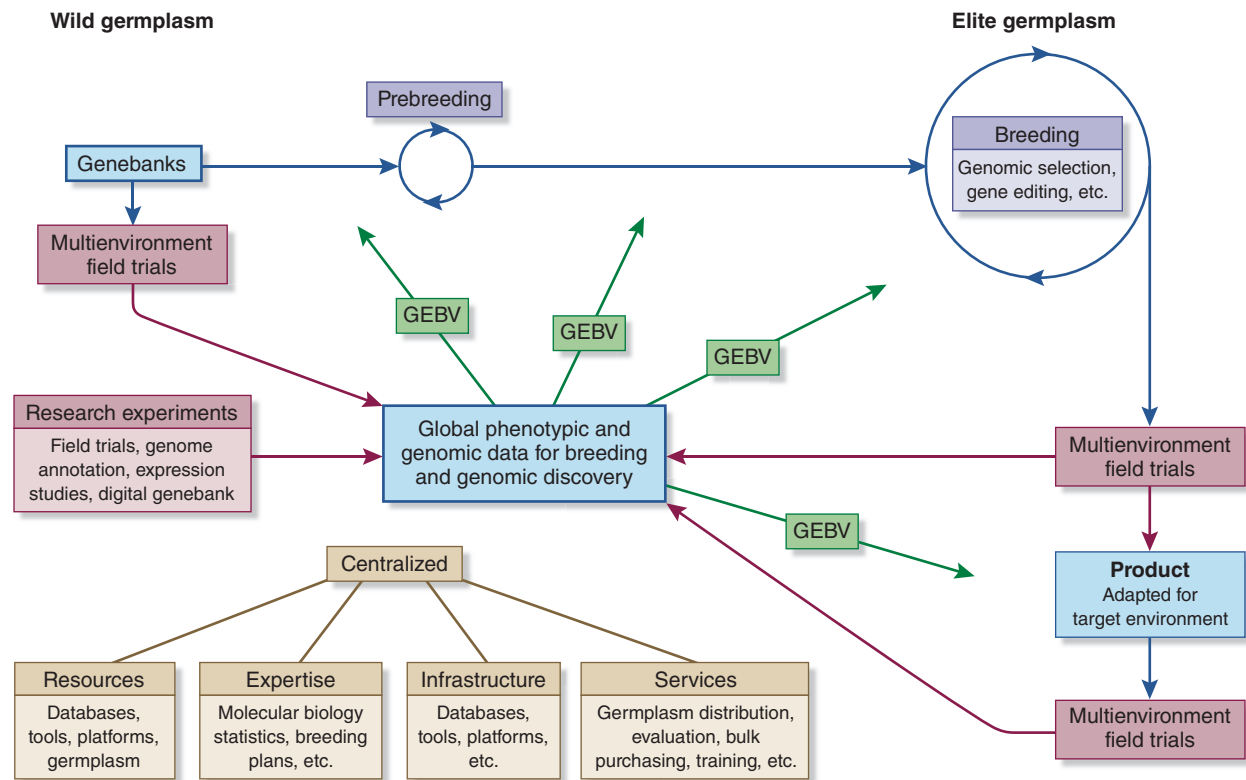 Wild germplasm
Elite germplasm
Prebreeding
Breeding
Genomic selection,
gene editing, etc.
Genebanks
Multienvironment
field trials
GEBV
GEBV
GEBV
Research experiments
Field trials, genome
annotation, expression
studies, digital genebank
Global phenotypic and
genomic data for breeding
and genomic discovery
Multienvironment
field trials
GEBV
Product
Adapted for
target environment
Centralized
Resources
Databases,
tools, platforms,
germplasm
Expertise
Molecular biology
statistics, breeding
plans, etc.
Infrastructure
Databases,
tools, platforms,
etc.
Services
Germplasm distribution,
evaluation, bulk
purchasing, training, etc.
Multienvironment
field trials